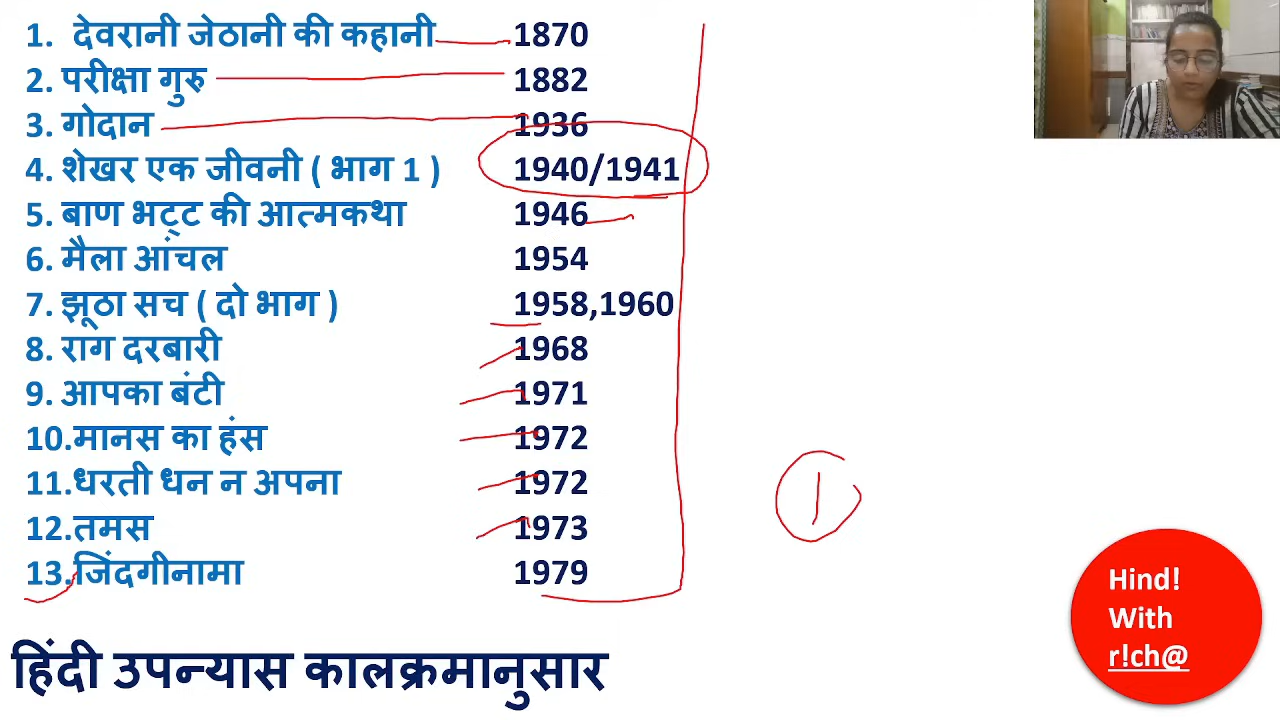 1. देवरानी जेठानी की कहानी 1870
2. परीक्षा गुरु 1882
3. गोदान 1936
4. शेखर एक जीवनी ( भाग 1 ) 1940/1941
5. बाण भट्ट की आत्मकथा 1946
6. मैला आंचल 1954
7. झूठा सच ( दो भाग ) 1958,1960
8. राग दरबारी 1968
9. आपका बंटी 1971
10.मानस का हंस 1972
11.धरती धन न अपना 1972
12.तमस 1973
13.जिंदगीनामा 1979
1
हिंदी उपन्यास कालक्रमानुसार
Hind!
With
r!ch@